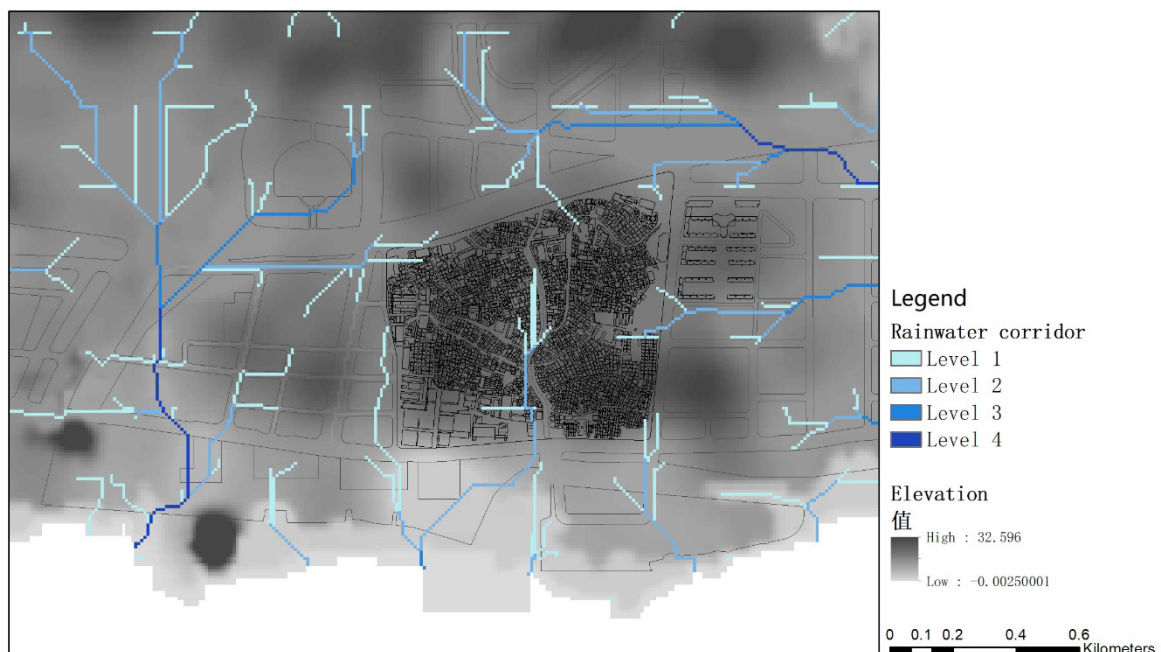 Legend
Rainwater corridor
Level 1
Level 2
Level 3
Level 4
Elevation
值
High : 32.596
Low : -0.00250001
0 0.1 0.2 0.4 0.6
Kilometers